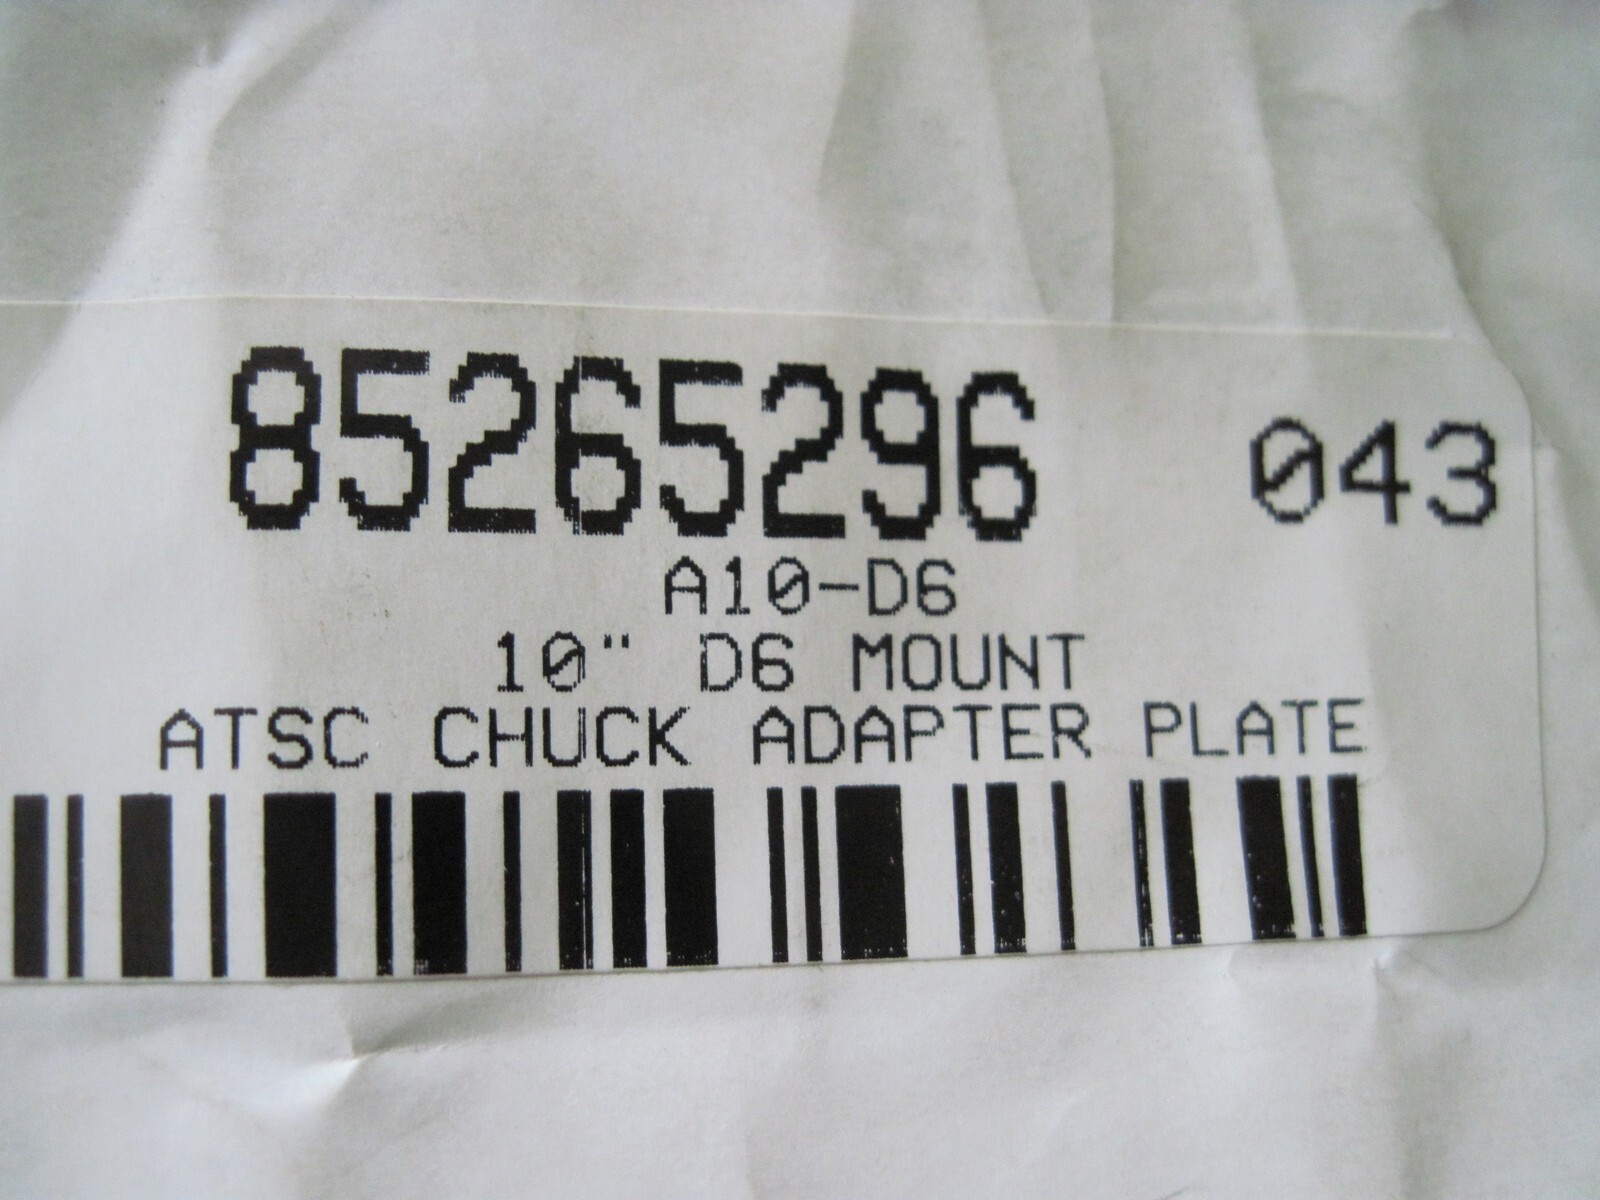 85265296 043
A10-D6
10" D6 MOUNT
ATSC CHUCK ADAPTER PLATE